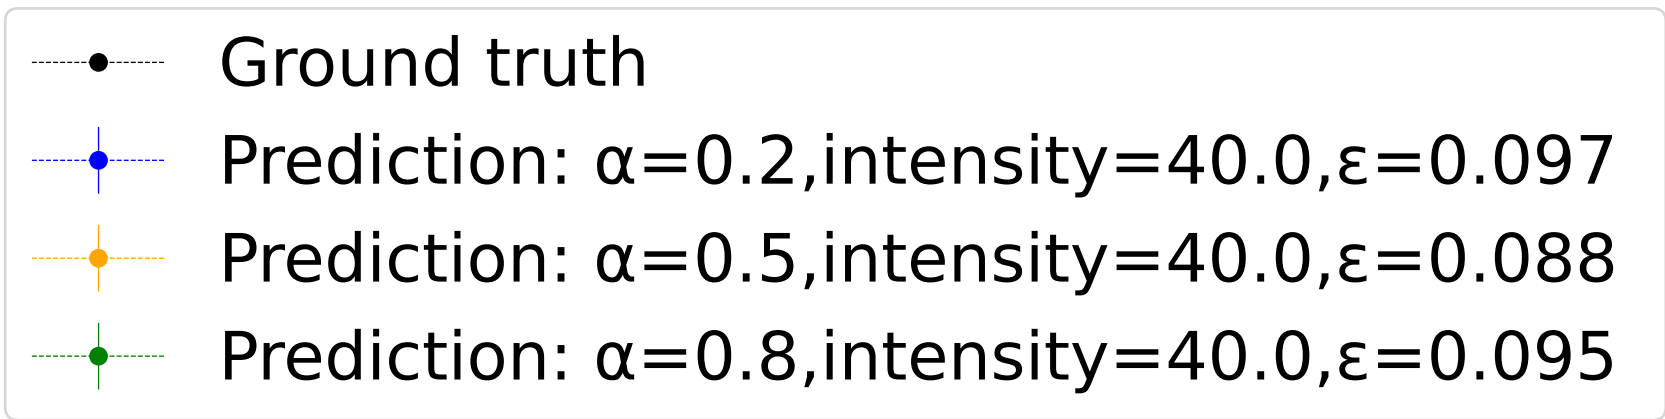 Ground truth
Prediction: α=0.2,intensity=40.0,ε=0.097
Prediction: α=0.5,intensity=40.0,ε=0.088
Prediction: α=0.8,intensity=40.0,ε=0.095